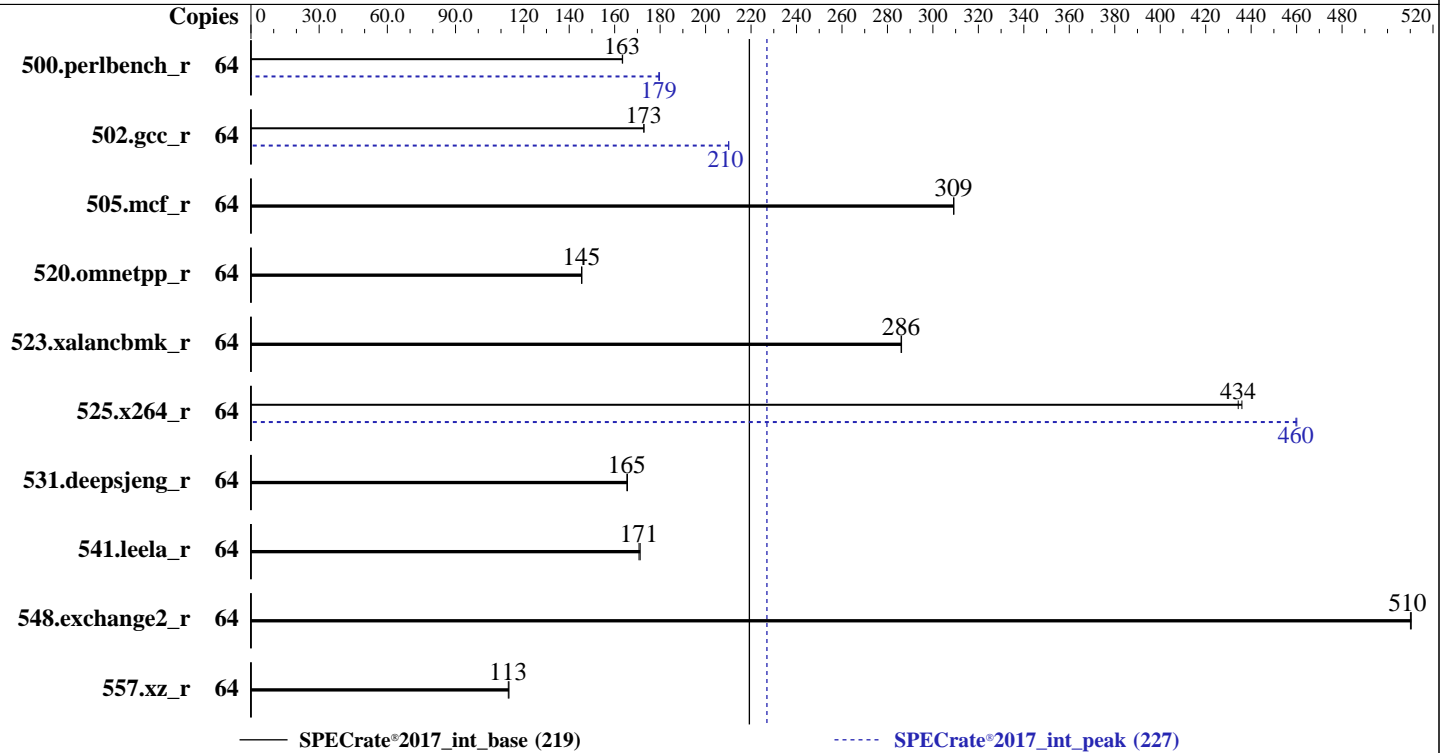 Copies 0 30.0 60.0 90.0 120 140 160 180 200 220 240 260 280 300 320 340 360 380 400 420 440 460 480 520
163
500.perlbench_r 64
179
173
502.gcc_r 64
210
309
505.mcf_r 64
145
520.omnetpp_r 64
286
523.xalancbmk_r 64
434
525.x264_r 64
460
165
531.deepsjeng_r 64
171
541.leela_r 64
510
548.exchange2_r 64
113
557.xz_r 64
SPECrate®2017_int_base (219) SPECrate®2017_int_peak (227)